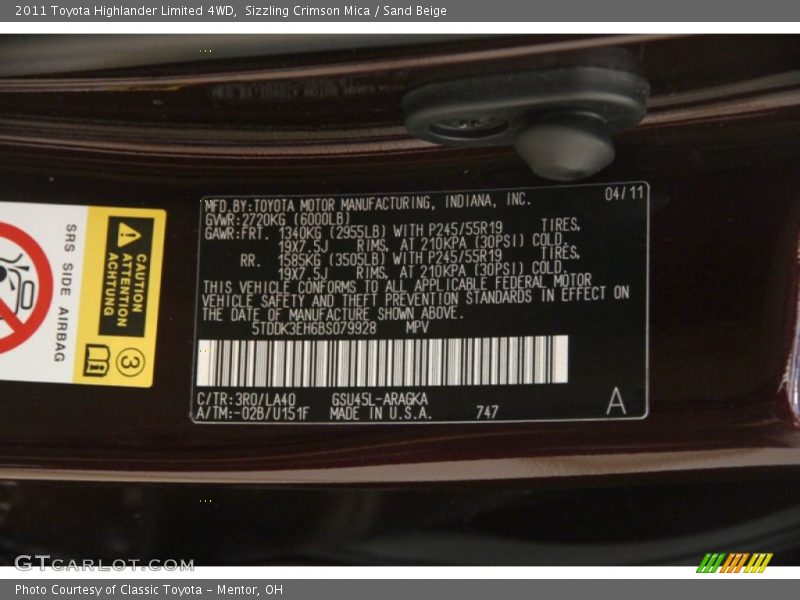 2011 Toyota Highlander Limited 4WD,  Sizzling Crimson Mica / Sand Beige
MFD.BY:TOYOTA MOTOR MANUFACTURING, INDIANA, INC. 04/11
GVWR:2720KG (6000LB)
GAWR:FRT. 1340KG (2955LB) WITH P245/55R19 TIRES,
19X7.5J RIMS, AT 210KPA (30PSI) COLD.
RR. 1585KG (3505LB) WITH P245/55R19 TIRES,
19X7.5J RIMS, AT 210KPA (30PSI) COLD.
THIS VEHICLE CONFORMS TO ALL APPLICABLE FEDERAL MOTOR
VEHICLE SAFETY AND THEFT PREVENTION STANDARDS IN EFFECT ON
THE DATE OF MANUFACTURE SHOWN ABOVE.
5TDDK3EH6BS079928 MPV
C/TR:3R0/LA40 GSU45L-ARAGKA
A/TM:-02B/U151F MADE IN U.S.A. 747
A
SRS SIDE AIRBAG
CAUTION
ATTENTION
ACHTUNG
3
GTCARLOT.COM
Photo Courtesy of Classic Toyota - Mentor, OH